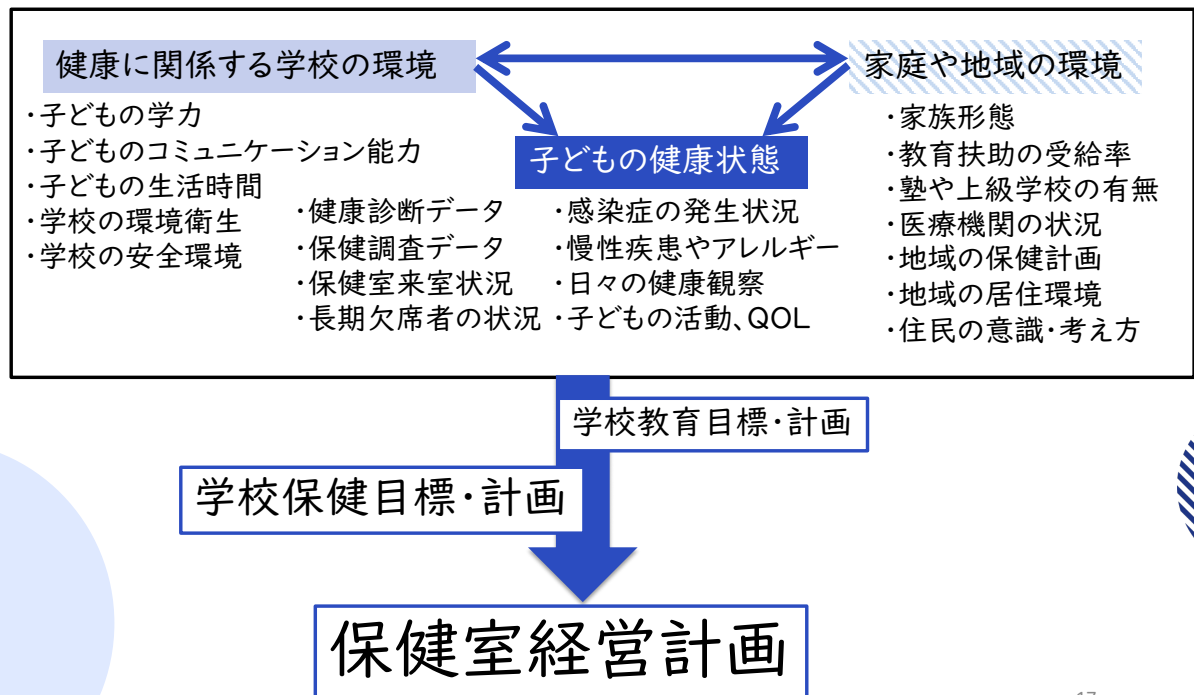 健康に関係する学校の環境
・子どもの学力
・子どものコミュニケーション能力
・子どもの生活時間
・学校の環境衛生
・学校の安全環境
子どもの健康状態
・健康診断データ
・保健調査データ
・保健室来室状況
・長期欠席者の状況
・感染症の発生状況
・慢性疾患やアレルギー
・日々の健康観察
・子どもの活動、QOL
家庭や地域の環境
・家族形態
・教育扶助の受給率
・塾や上級学校の有無
・医療機関の状況
・地域の保健計画
・地域の居住環境
・住民の意識・考え方
学校教育目標・計画
学校保健目標・計画
保健室経営計画
17